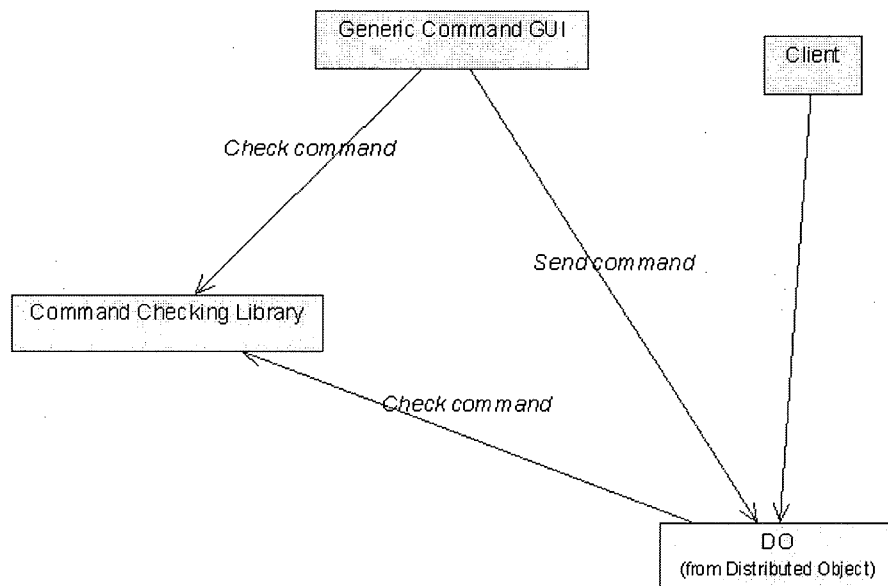 Generic Command GUI
Client
Check command
Send command
Command Checking Library
Check command
DO
(from Distributed Object)